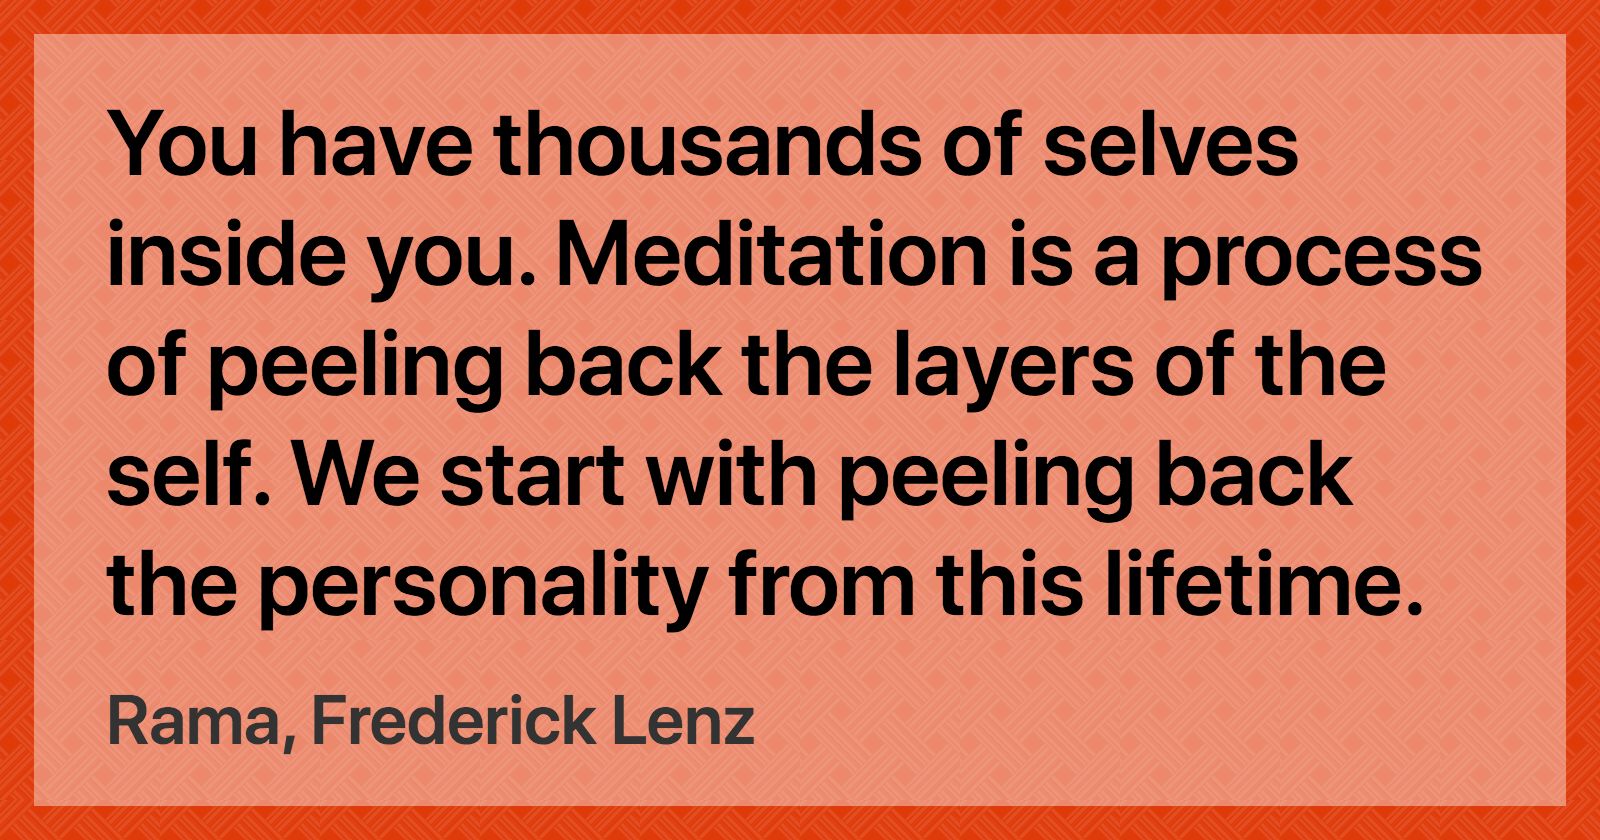 You have thousands of selves
inside you. Meditation is a process
of peeling back the layers of the
self. We start with peeling back
the personality from this lifetime.
Rama, Frederick Lenz